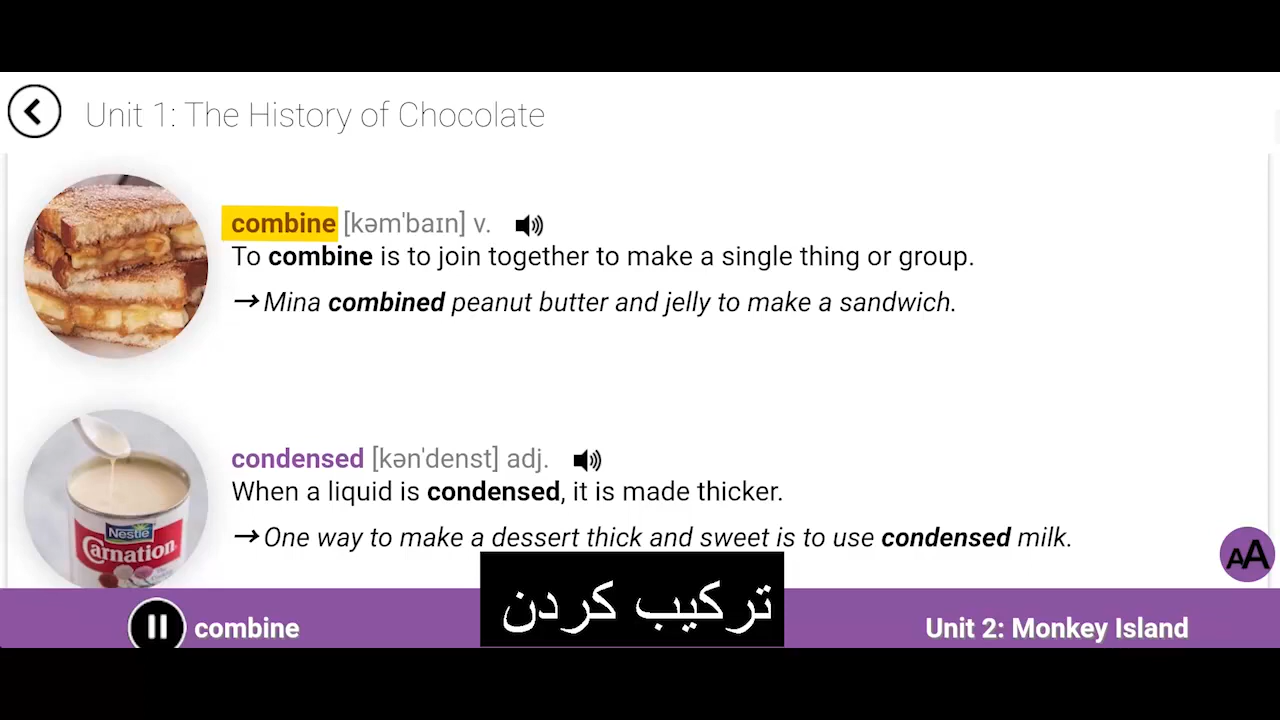 Unit 1: The History of Chocolate
combine [kəm'baɪn] v.
To combine is to join together to make a single thing or group.
→ Mina combined peanut butter and jelly to make a sandwich.
condensed [kən'denst] adj.
When a liquid is condensed, it is made thicker.
→ One way to make a dessert thick and sweet is to use condensed milk.
Nestlé
Carnation
AA
ترکیب کردن
combine
Unit 2: Monkey Island